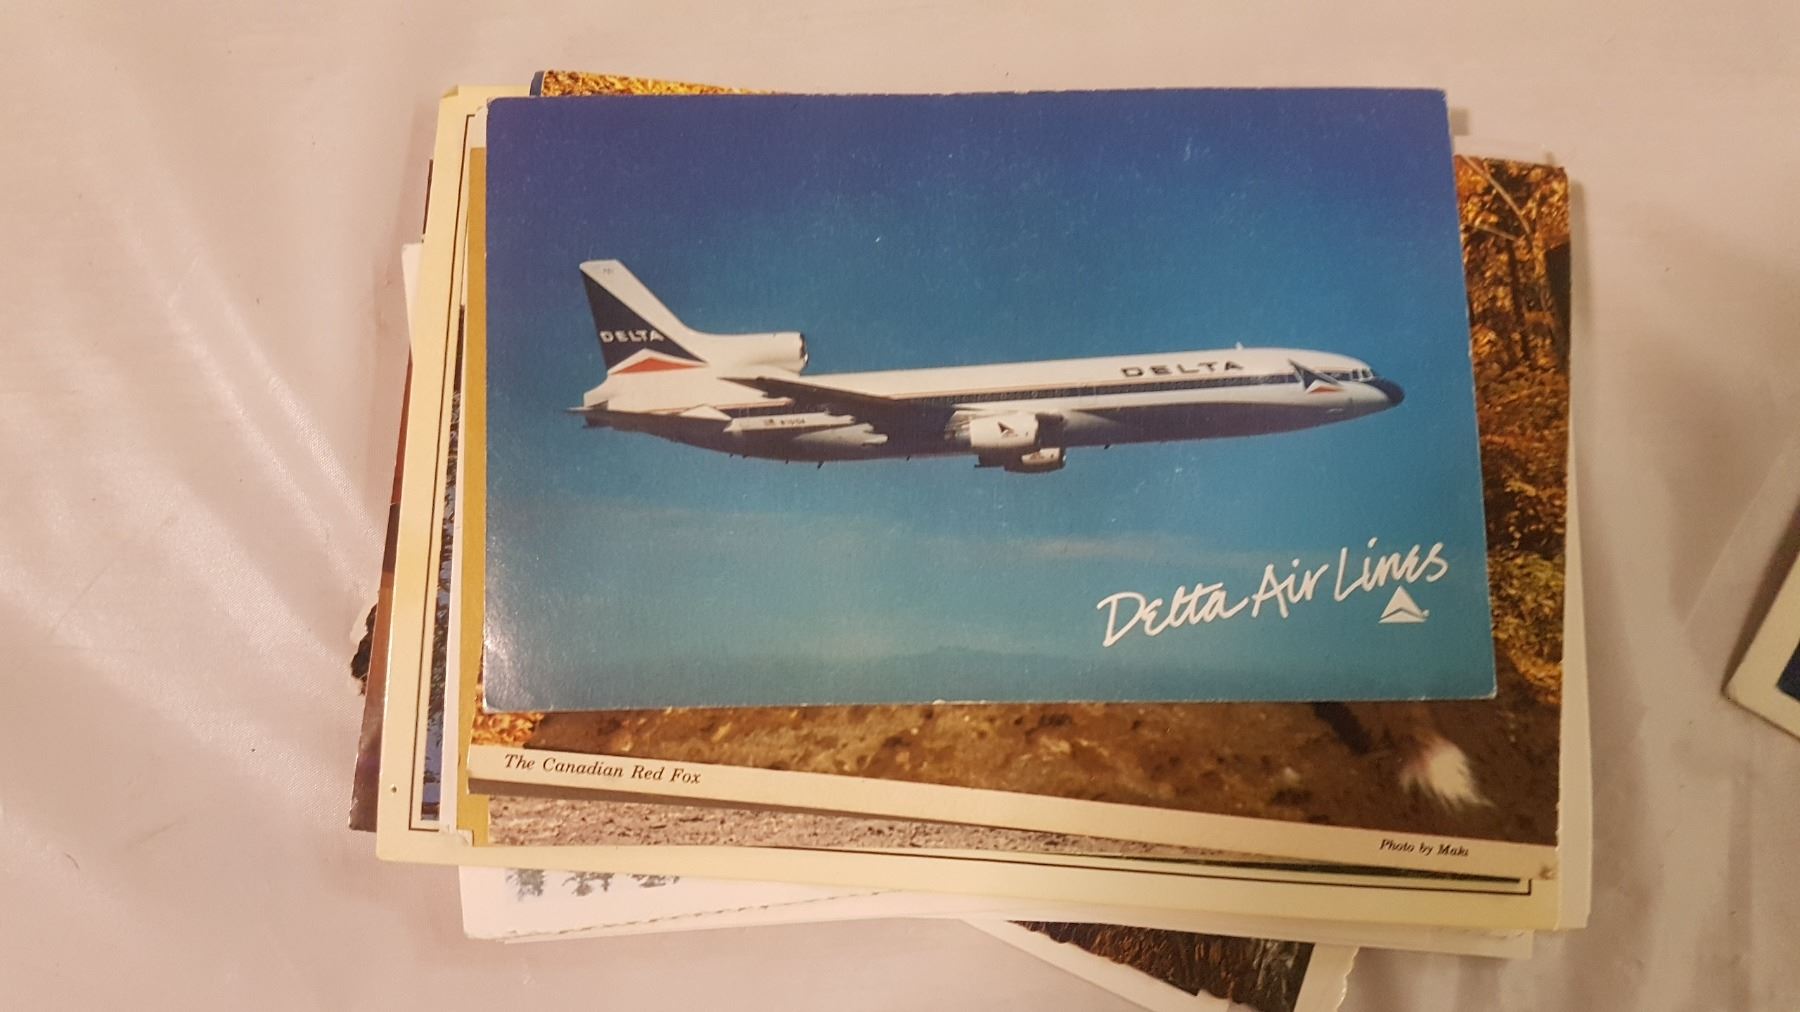 DELTA
DELTA
Delta Air Lines
The Canadian Red Fox
Photo by Maki